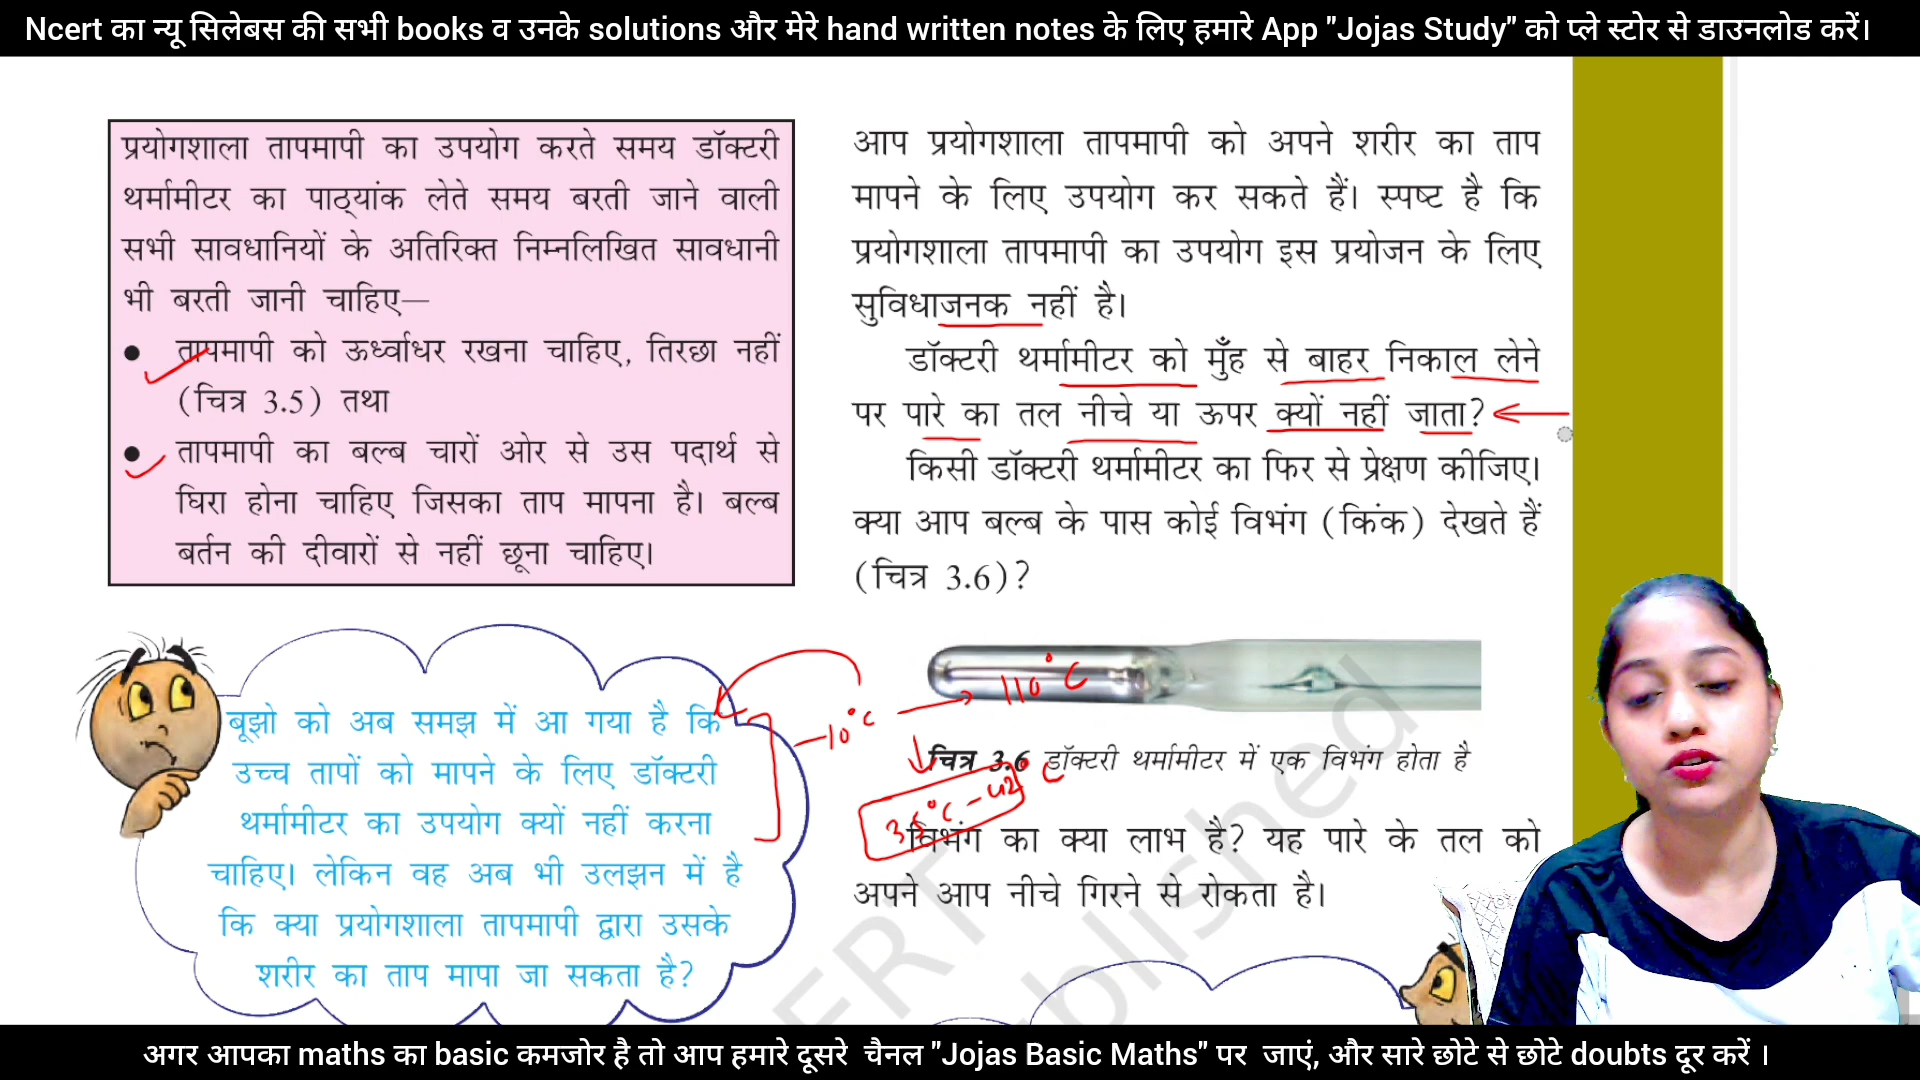 Ncert का न्यू सिलेबस की सभी books व उनके solutions और मेरे hand written notes के लिए हमारे App "Jojas Study" को प्ले स्टोर से डाउनलोड करें।
प्रयोगशाला तापमापी का उपयोग करते समय डॉक्टरी
थर्मामीटर का पाठ्यांक लेते समय बरती जाने वाली
सभी सावधानियों के अतिरिक्त निम्नलिखित सावधानी
भी बरती जानी चाहिए—
● तापमापी को ऊर्ध्वाधर रखना चाहिए, तिरछा नहीं
(चित्र 3.5) तथा
● तापमापी का बल्ब चारों ओर से उस पदार्थ से
घिरा होना चाहिए जिसका ताप मापना है। बल्ब
बर्तन की दीवारों से नहीं छूना चाहिए।
बूझो को अब समझ में आ गया है कि
उच्च तापों को मापने के लिए डॉक्टरी
थर्मामीटर का उपयोग क्यों नहीं करना
चाहिए। लेकिन वह अब भी उलझन में है
कि क्या प्रयोगशाला तापमापी द्वारा उसके
शरीर का ताप मापा जा सकता है?
आप प्रयोगशाला तापमापी को अपने शरीर का ताप
मापने के लिए उपयोग कर सकते हैं। स्पष्ट है कि
प्रयोगशाला तापमापी का उपयोग इस प्रयोजन के लिए
सुविधाजनक नहीं है।
डॉक्टरी थर्मामीटर को मुँह से बाहर निकाल लेने
पर पारे का तल नीचे या ऊपर क्यों नहीं जाता?
किसी डॉक्टरी थर्मामीटर का फिर से प्रेक्षण कीजिए।
क्या आप बल्ब के पास कोई विभंग (किंक) देखते हैं
(चित्र 3.6)?
110°C
-10°C
चित्र 3.6 डॉक्टरी थर्मामीटर में एक विभंग होता है
35°C - 42°C
विभंग का क्या लाभ है? यह पारे के तल को
अपने आप नीचे गिरने से रोकता है।
blished
अगर आपका maths का basic कमजोर है तो आप हमारे दूसरे चैनल "Jojas Basic Maths" पर जाएं, और सारे छोटे से छोटे doubts दूर करें ।